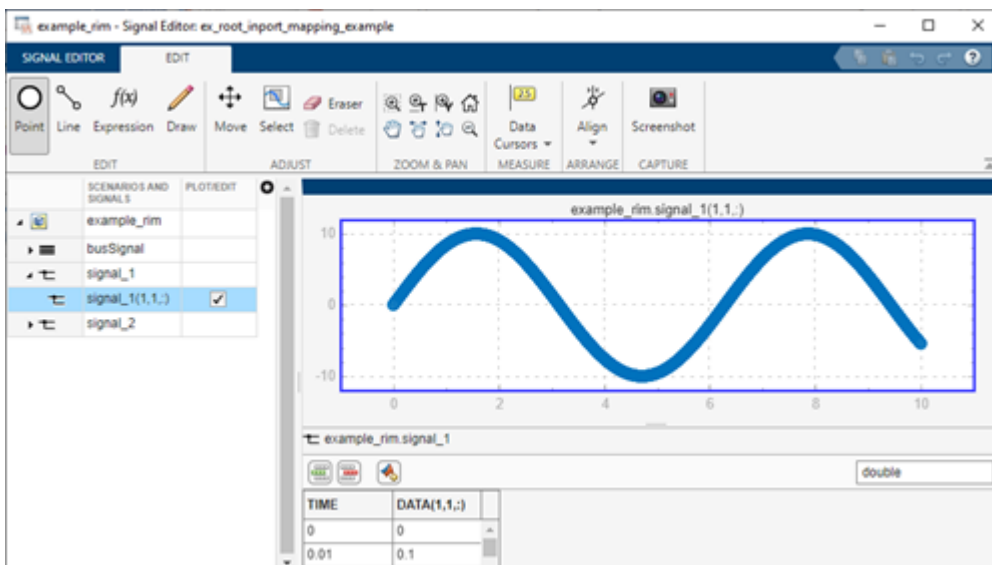 example_rim - Signal Editor: ex_root_inport_mapping_example
SIGNAL EDITOR EDIT
Point Line Expression Draw Move Select Eraser Delete Data Cursors Align Screenshot
f(x)
2.5
EDIT ADJUST ZOOM & PAN MEASURE ARRANGE CAPTURE
SCENARIOS AND SIGNALS PLOT/EDIT
example_rim
busSignal
signal_1
signal_1(1,1,:)
signal_2
example_rim.signal_1(1,1,:)
10
0
-10
0 2 4 6 8 10
example_rim.signal_1
double
TIME DATA(1,1,:)
0 0
0.01 0.1